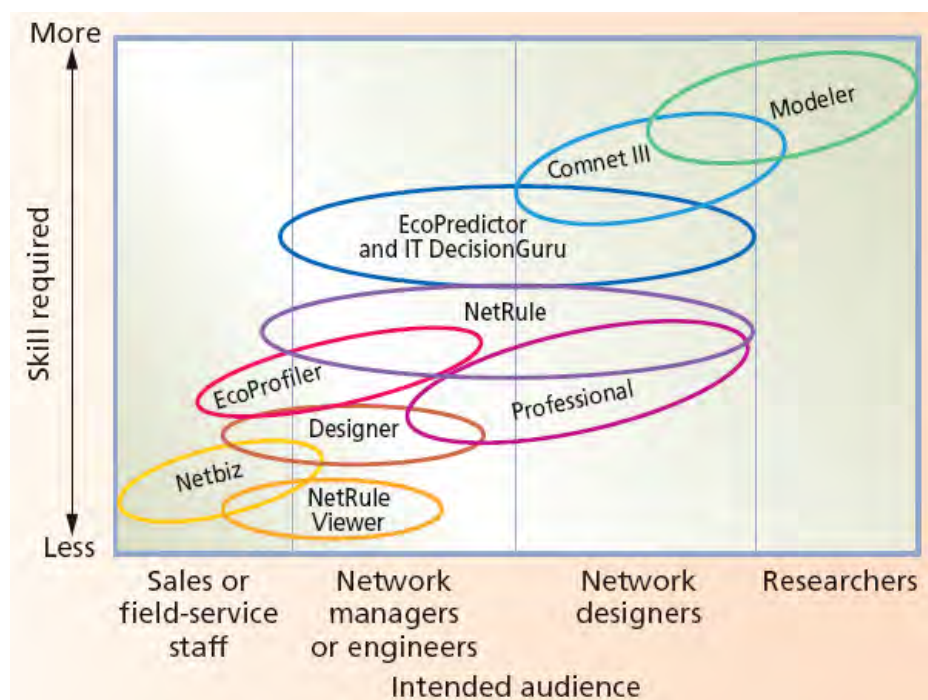 More
Modeler
Comnet III
EcoPredictor
and IT DecisionGuru
NetRule
EcoProfiler
Professional
Designer
Netbiz
NetRule
Viewer
Less
Skill required
Sales or
field-service
staff
Network
managers
or engineers
Network
designers
Researchers
Intended audience